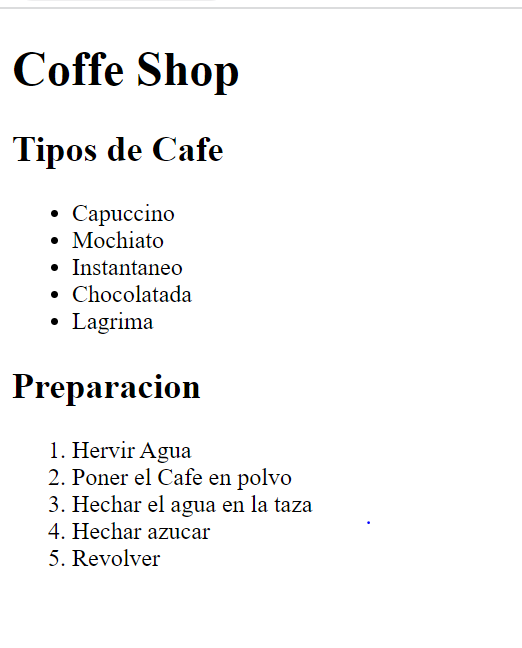 Coffe Shop
Tipos de Cafe
• Capuccino
• Mochiato
• Instantaneo
• Chocolatada
• Lagrima
Preparacion
1. Hervir Agua
2. Poner el Cafe en polvo
3. Hechar el agua en la taza
4. Hechar azucar
5. Revolver